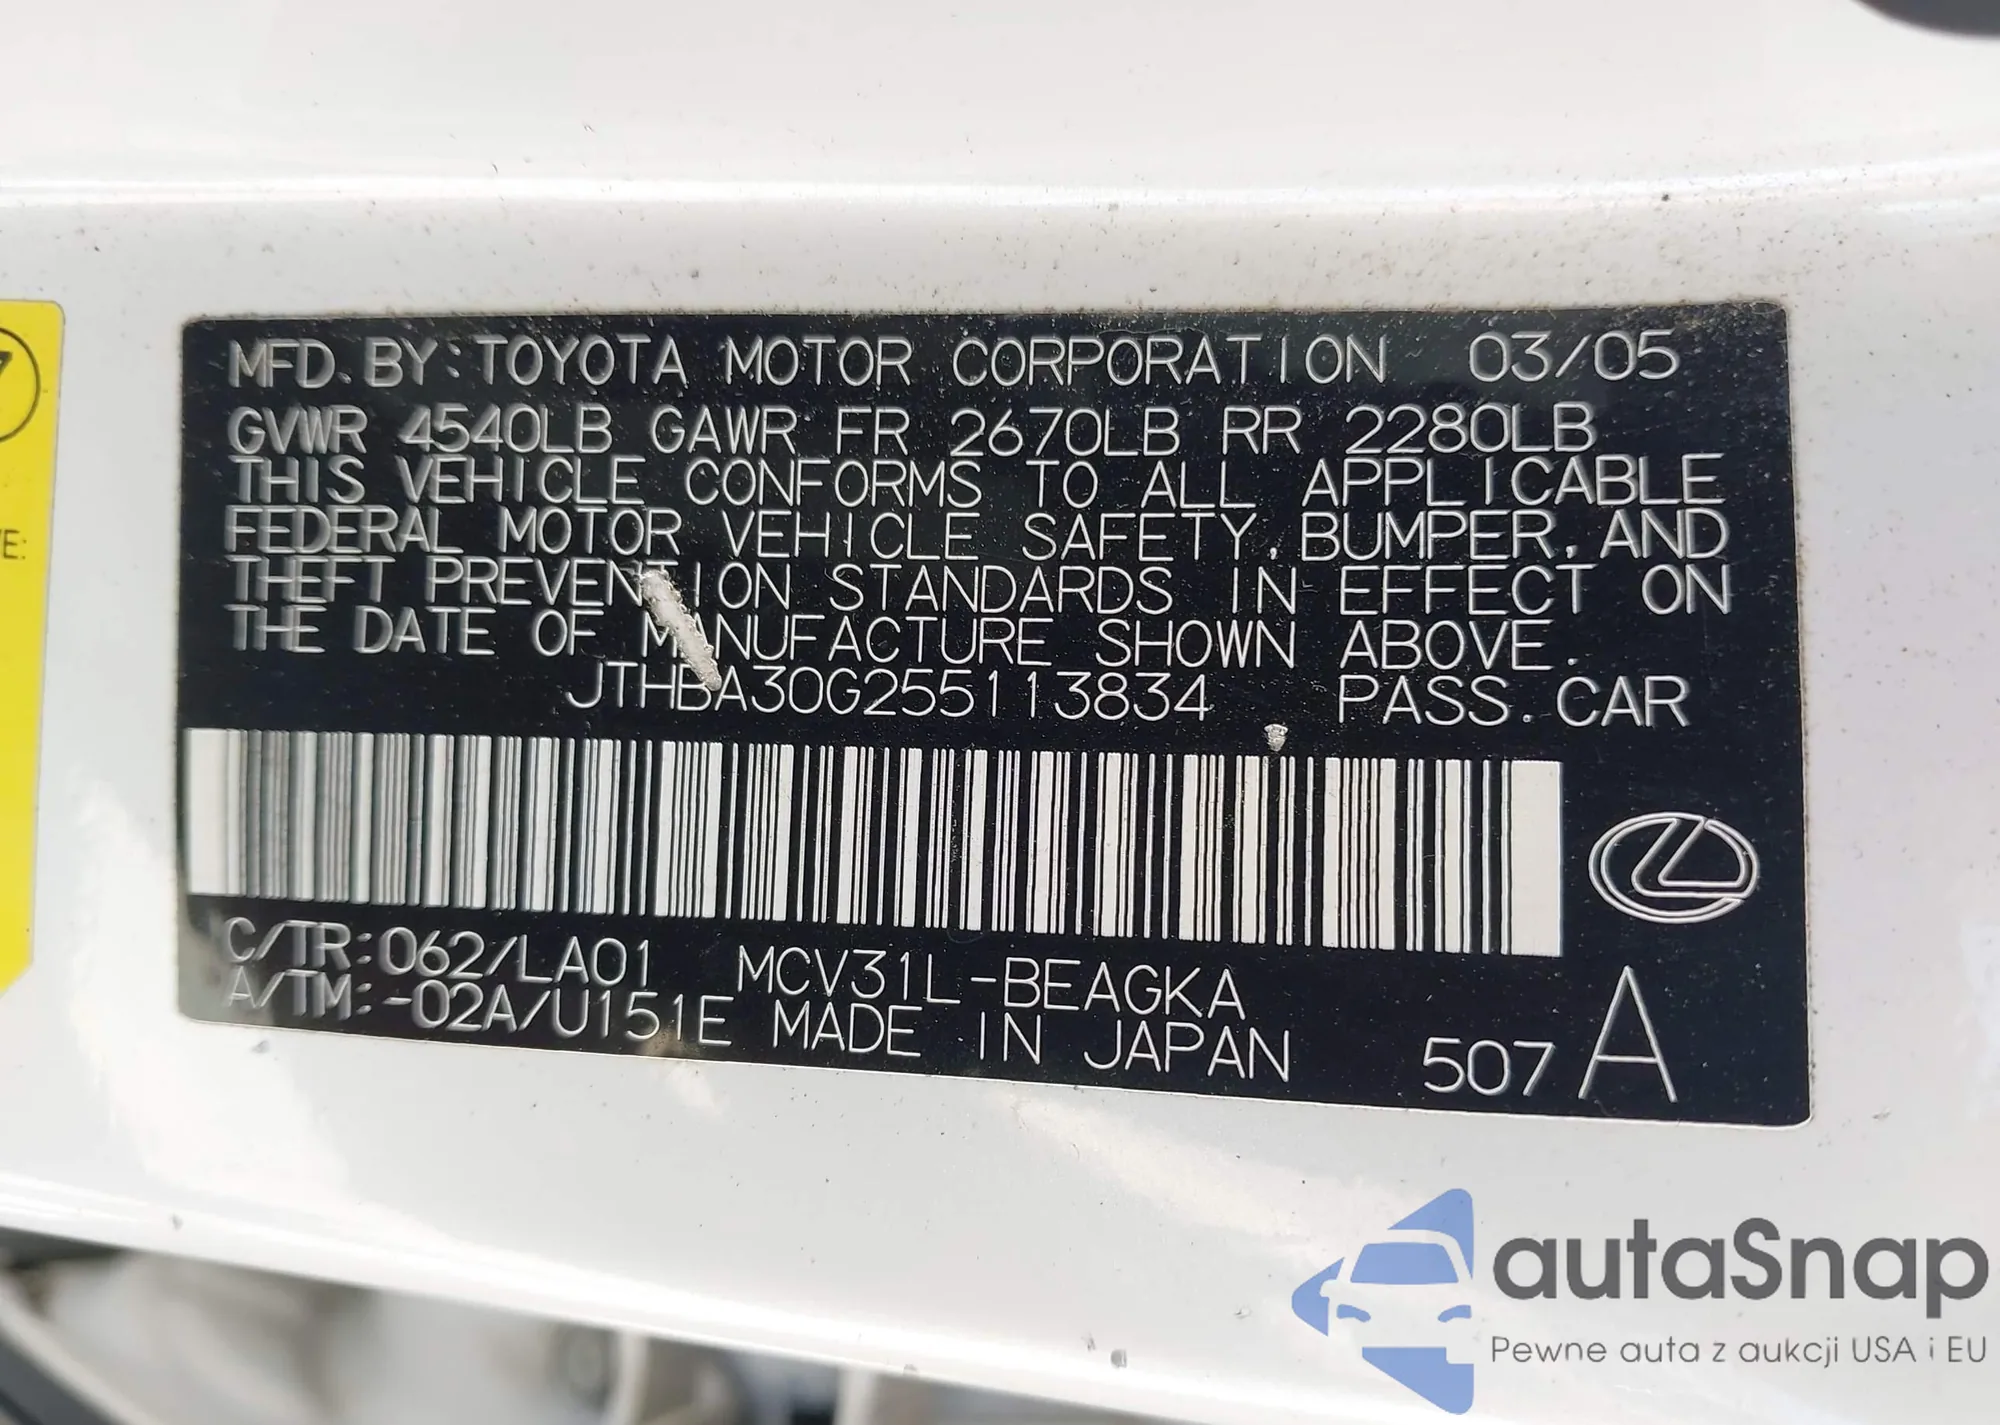 MFD. BY: TOYOTA MOTOR CORPORATION 03/05
GVWR 4540LB GAWR FR 2670LB RR 2280LB
THIS VEHICLE CONFORMS TO ALL APPLICABLE
FEDERAL MOTOR VEHICLE SAFETY, BUMPER, AND
THEFT PREVENTION STANDARDS IN EFFECT ON
THE DATE OF MANUFACTURE SHOWN ABOVE.
JTHBA30G255113834 PASS. CAR
C/TR: 062/LA01 MCV31L-BEAGKA
A/TM: -02A/U151E MADE IN JAPAN 507 A
autaSnap
Pewne auta z aukcji USA i EU